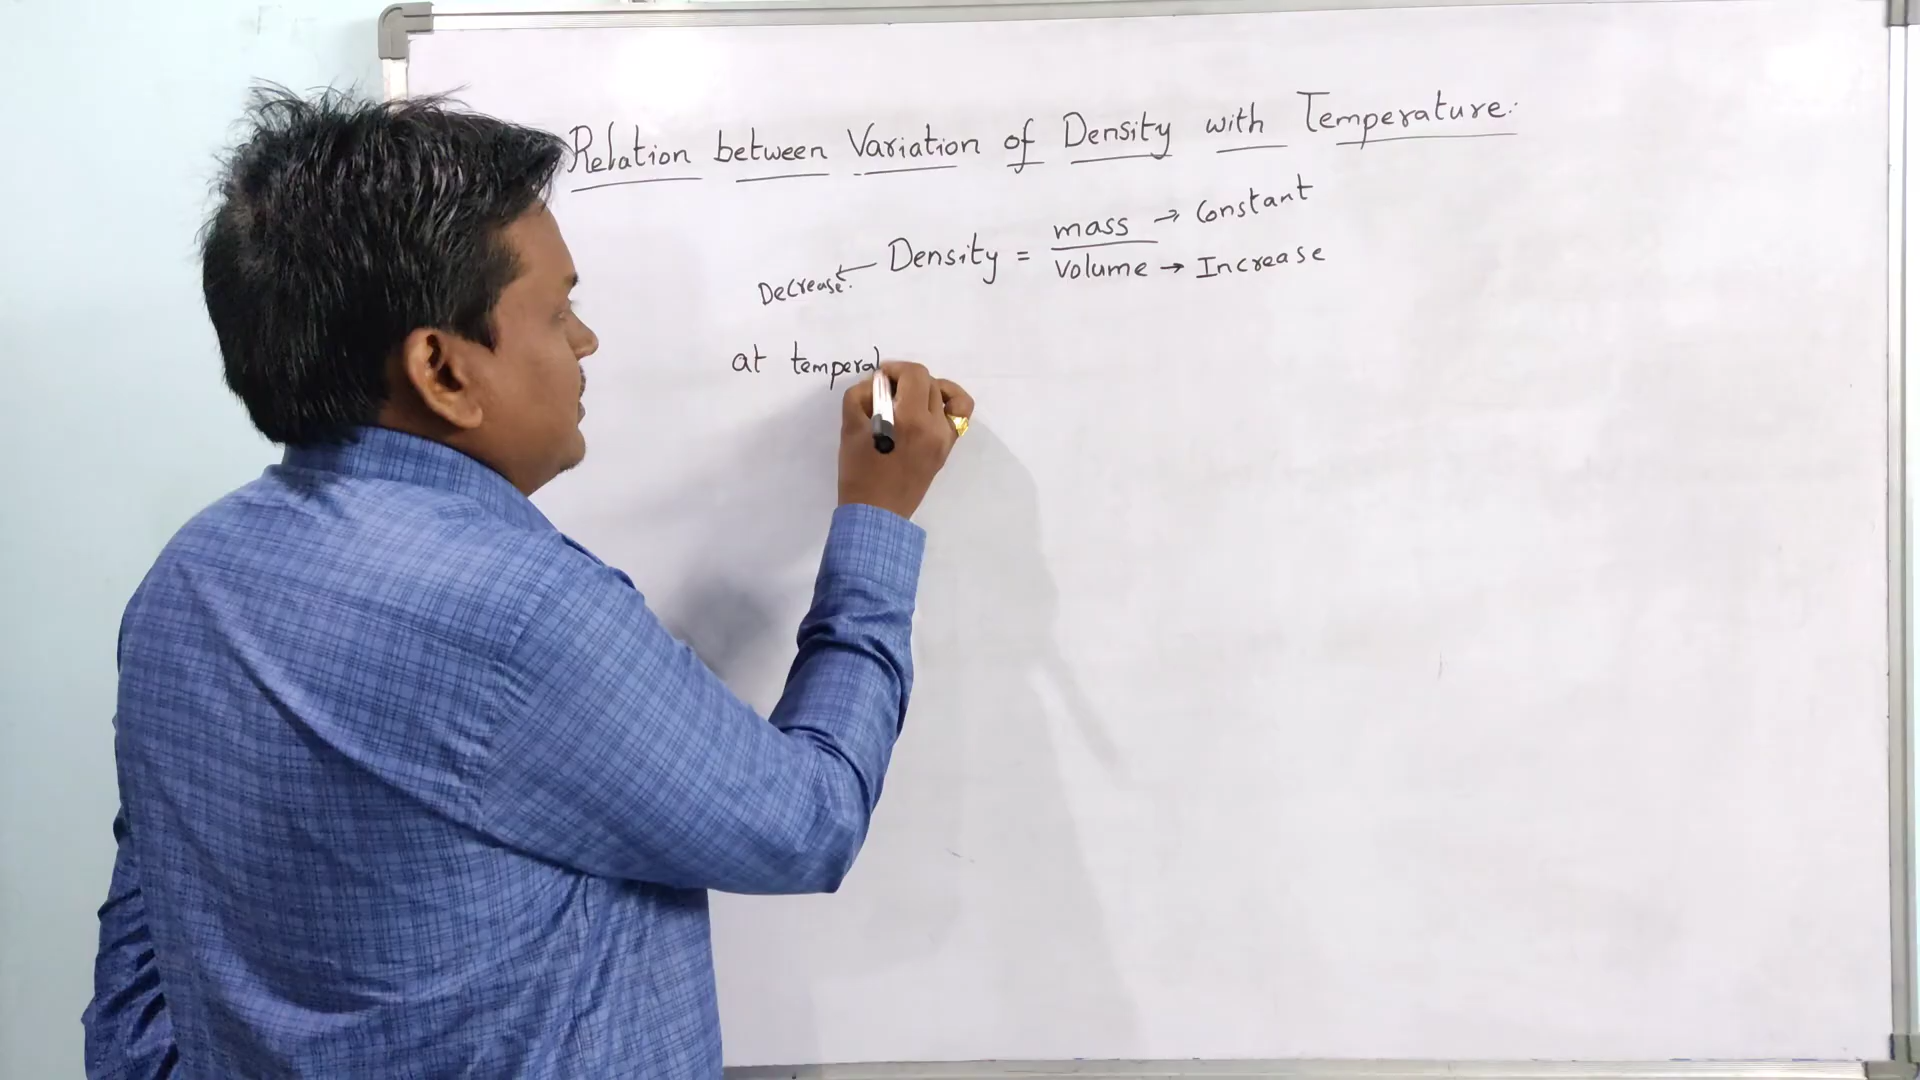 Relation between Variation of Density with Temperature:
Decrease. ← Density = mass → Constant
Volume → Increase
at temperat